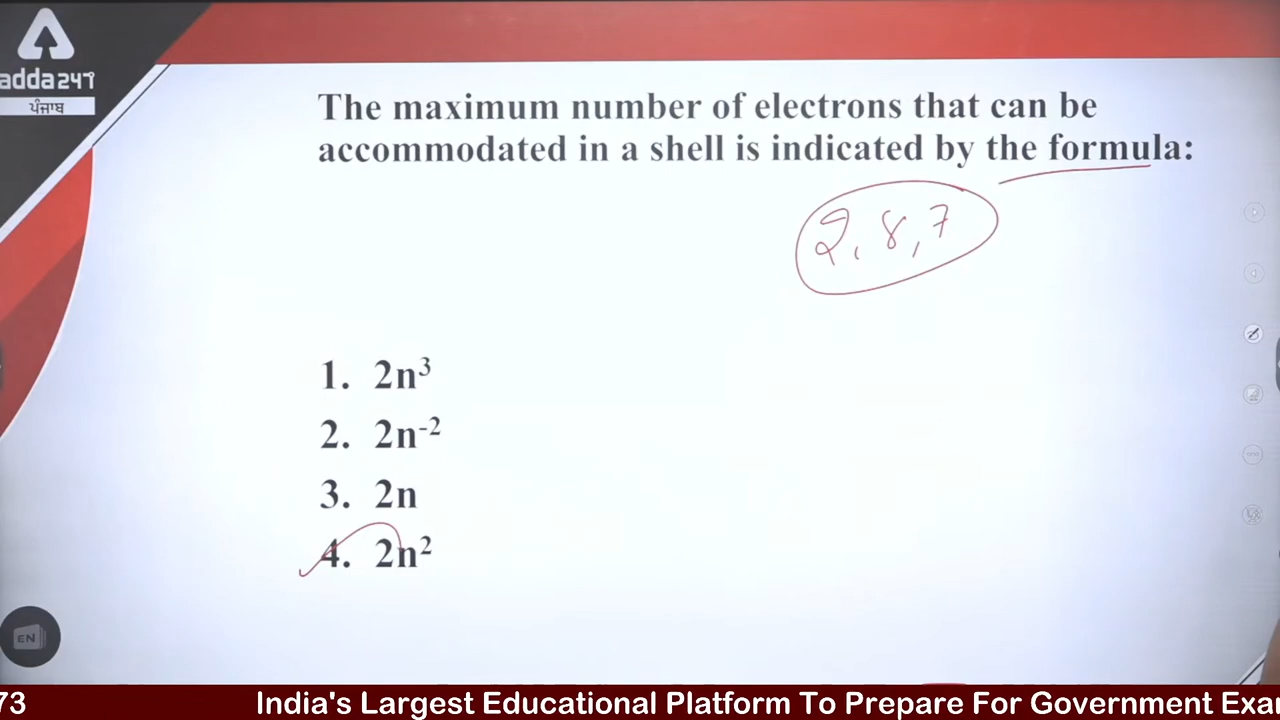 adda247
ਪੰਜਾਬ
The maximum number of electrons that can be
accommodated in a shell is indicated by the formula:
2, 8, 7
1. 2n³
2. 2n⁻²
3. 2n
4. 2n²
EN
73 India's Largest Educational Platform To Prepare For Government Exa